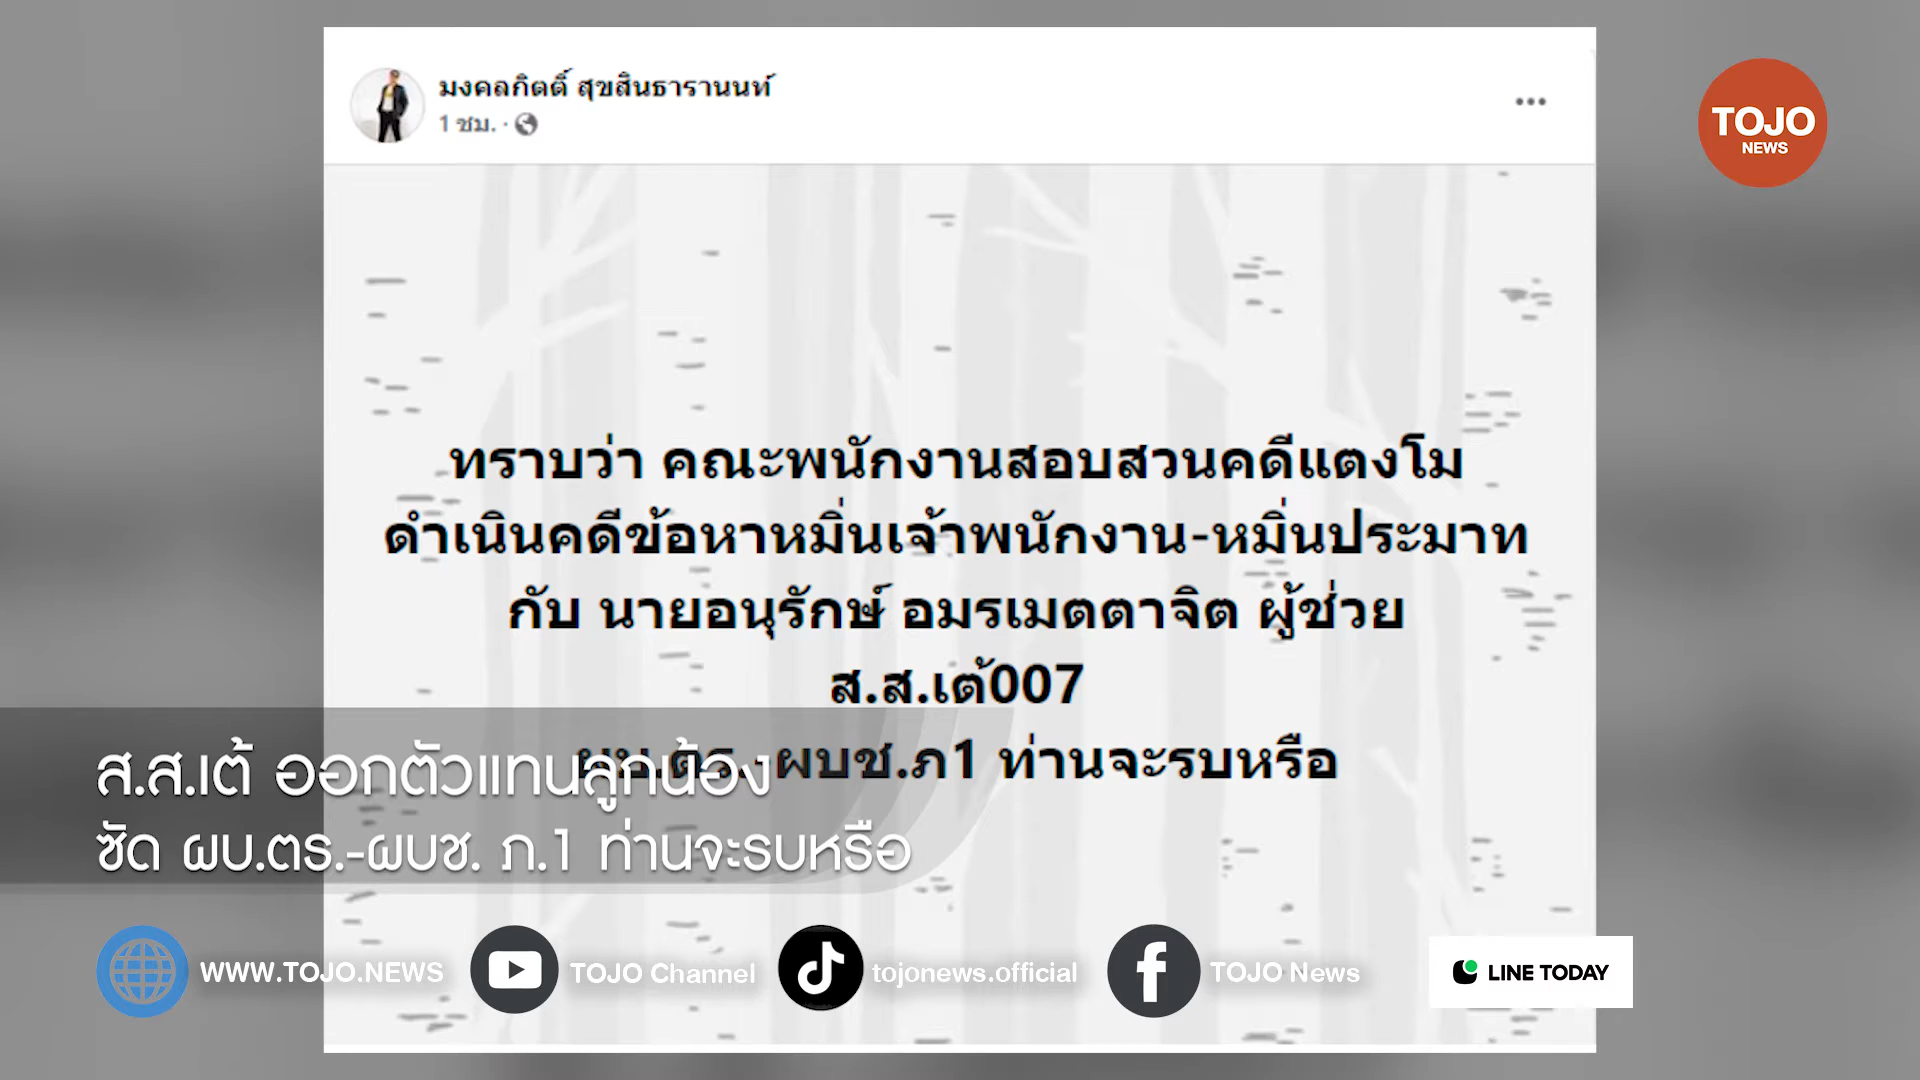 มงคลกิตติ์ สุขสินธารานนท์
1 ชม. ·
TOJO
NEWS
ทราบว่า คณะพนักงานสอบสวนคดีแตงโม
ดำเนินคดีข้อหาหมิ่นเจ้าพนักงาน-หมิ่นประมาท
กับ นายอนุรักษ์ อมรเมตตาจิต ผู้ช่วย
ส.ส.เต้007
ผบ.ตร.-ผบช.ภ1 ท่านจะรบหรือ
ส.ส.เต้ ออกตัวแทนลูกน้อง
ซัด ผบ.ตร.-ผบช. ภ.1 ท่านจะรบหรือ
WWW.TOJO.NEWS
TOJO Channel
tojonews.official
TOJO News
LINE TODAY